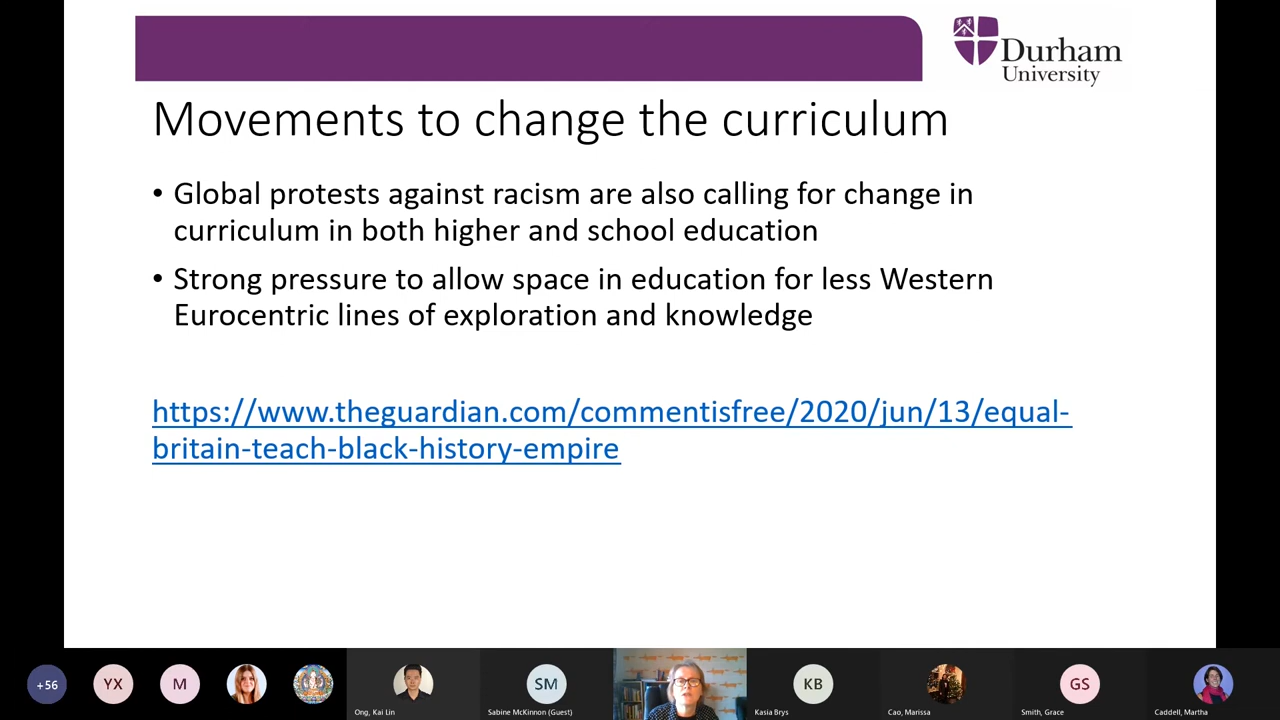 Durham
University
Movements to change the curriculum
• Global protests against racism are also calling for change in
curriculum in both higher and school education
• Strong pressure to allow space in education for less Western
Eurocentric lines of exploration and knowledge
https://www.theguardian.com/commentisfree/2020/jun/13/equal-
britain-teach-black-history-empire
+56
YX
M
SM
KB
GS
Ong, Kai Lin
Sabine McKinnon (Guest)
Kasia Brys
Cao, Marissa
Smith, Grace
Caddell, Martha